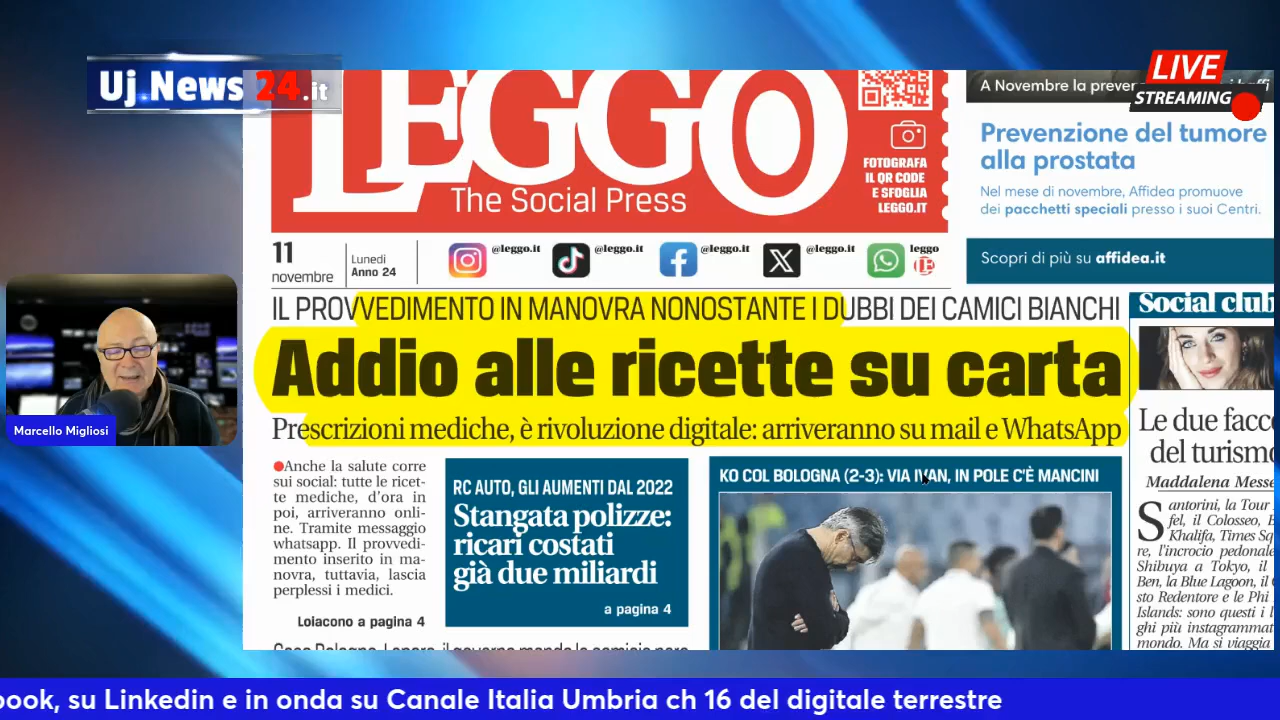 Uj.News 24.it
LIVE
STREAMING
LEGGO
The Social Press
FOTOGRAFA
IL QR CODE
E SFOGLIA
LEGGO.IT
A Novembre la preven
Prevenzione del tumore
alla prostata
Nel mese di novembre, Affidea promuove
dei pacchetti speciali presso i suoi Centri.
Scopri di più su affidea.it
11
novembre
Lunedì
Anno 24
@leggo.it
@leggo.it
@leggo.it
@leggo.it
leggo
IL PROVVEDIMENTO IN MANOVRA NONOSTANTE I DUBBI DEI CAMICI BIANCHI
Addio alle ricette su carta
Prescrizioni mediche, è rivoluzione digitale: arriveranno su mail e WhatsApp
Anche la salute corre
sui social: tutte le ricet-
te mediche, d'ora in
poi, arriveranno onli-
ne. Tramite messaggio
whatsapp. Il provvedi-
mento inserito in ma-
novra, tuttavia, lascia
perplessi i medici.
Loiacono a pagina 4
RC AUTO, GLI AUMENTI DAL 2022
Stangata polizze:
ricari costati
già due miliardi
a pagina 4
KO COL BOLOGNA (2-3): VIA IVAN, IN POLE C'È MANCINI
Social club
Le due facce
del turismo
Maddalena Messe
Santorini, la Tour
fel, il Colosseo, B
Khalifa, Times Sq
re, l'incrocio pedonale
Shibuya a Tokyo, il
Ben, la Blue Lagoon, il C
sto Redentore e le Phi
Islands: sono questi i l
ghi più instagrammat
mondo. Ma si viaggia
Marcello Migliosi
book, su Linkedin e in onda su Canale Italia Umbria ch 16 del digitale terrestre